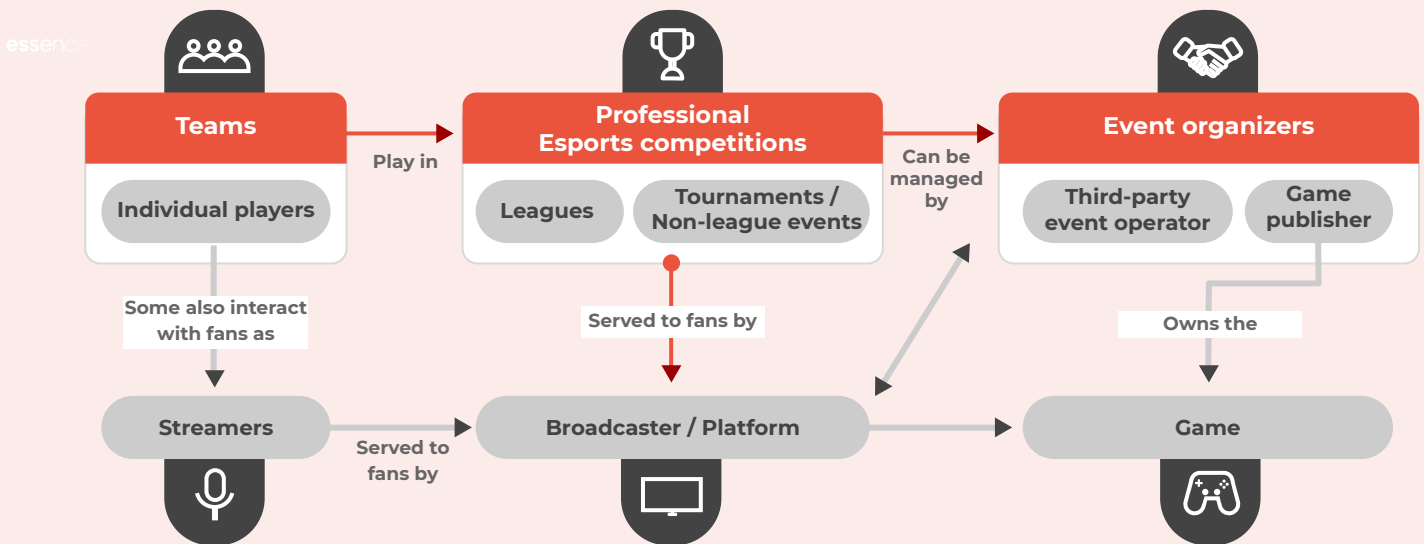 essence
Teams
Professional
Esports competitions
Event organizers
Play in
Can be
managed
by
Individual players
Leagues
Tournaments /
Non-league events
Third-party
event operator
Game
publisher
Some also interact
with fans as
Served to fans by
Owns the
Streamers
Served to
fans by
Broadcaster / Platform
Game